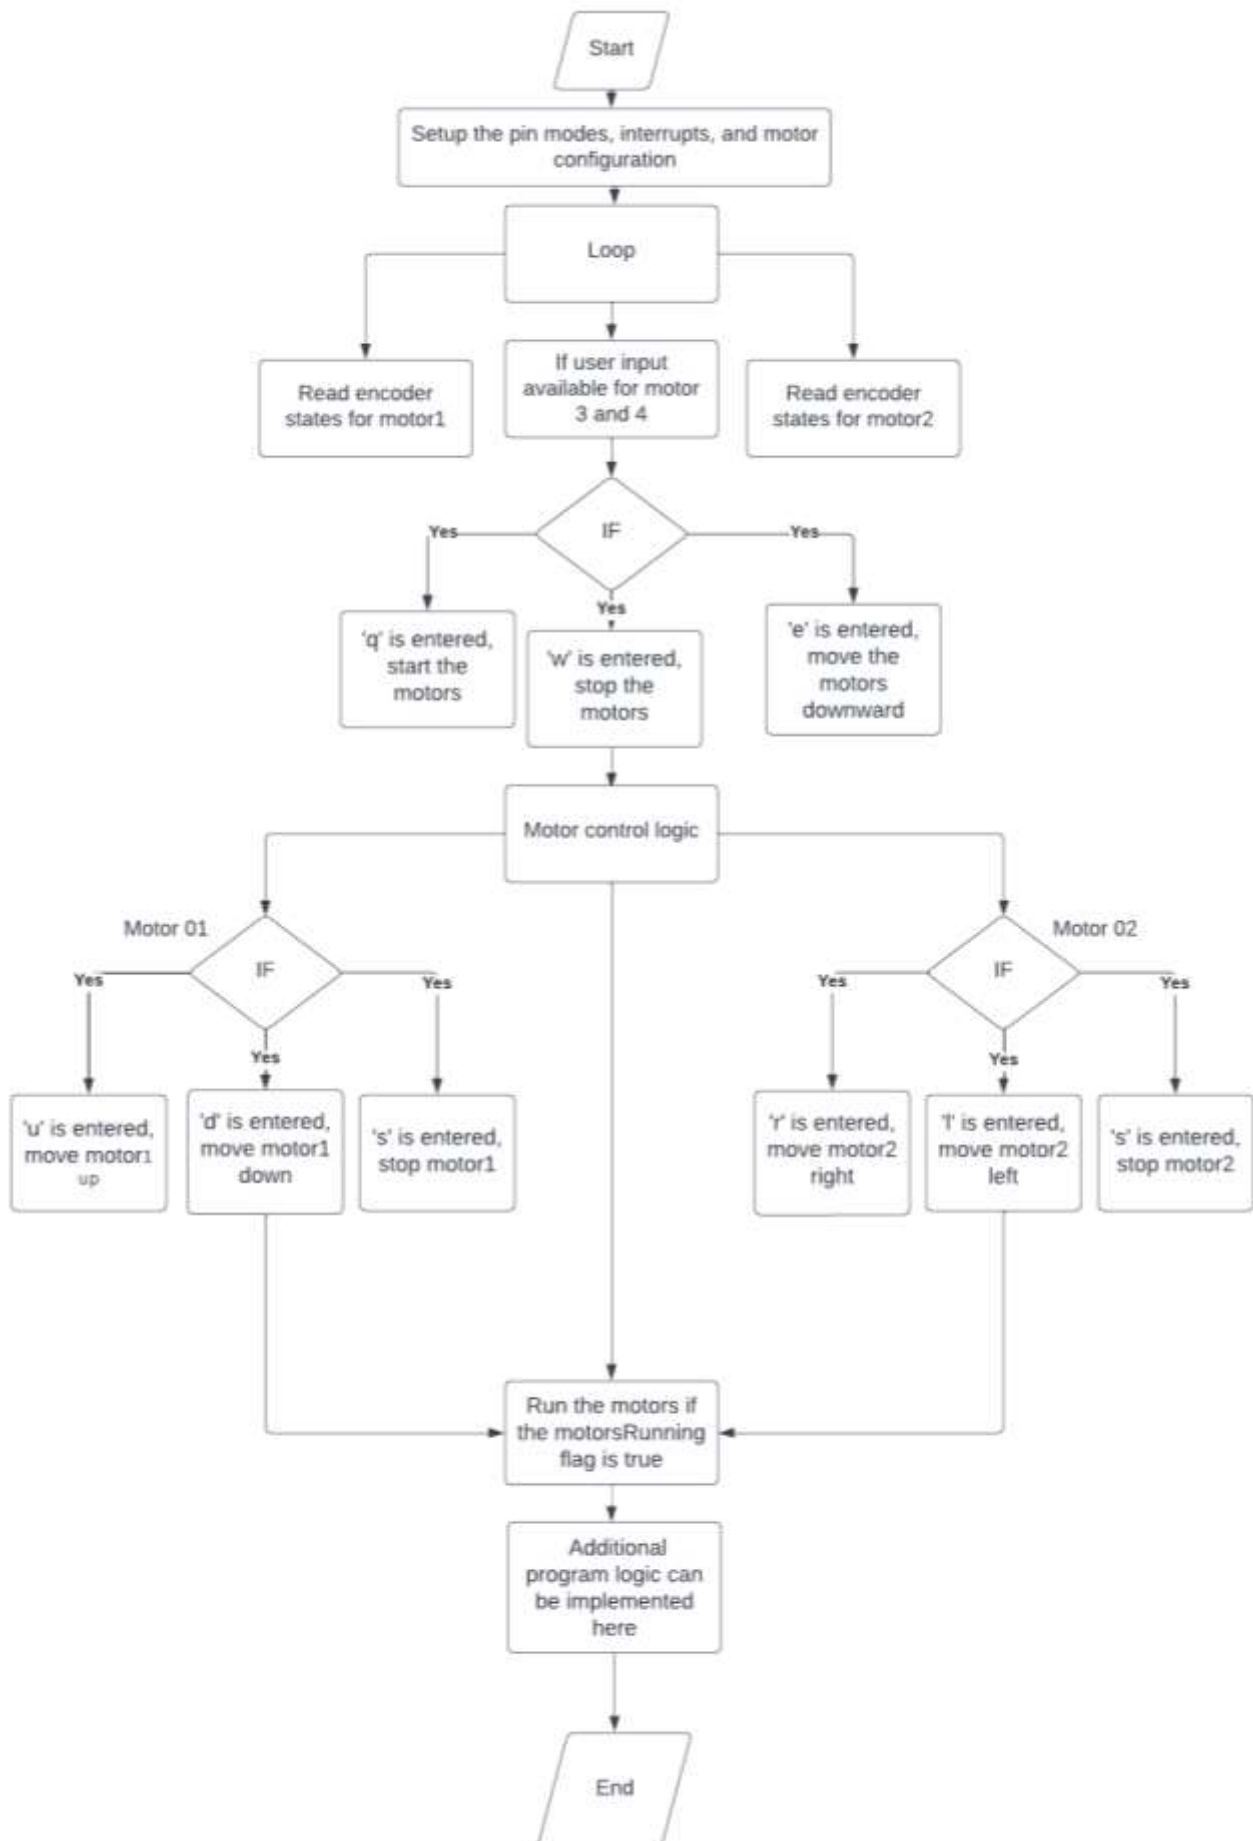 Start
Setup the pin modes, interrupts, and motor
configuration
Loop
Read encoder
states for motor1
If user input
available for motor
3 and 4
Read encoder
states for motor2
IF
Yes
Yes
Yes
'q' is entered,
start the
motors
'w' is entered,
stop the
motors
'e' is entered,
move the
motors
downward
Motor control logic
Motor 01
IF
Yes
Yes
Yes
Motor 02
IF
Yes
Yes
Yes
'u' is entered,
move motor1
up
'd' is entered,
move motor1
down
's' is entered,
stop motor1
'r' is entered,
move motor2
right
'l' is entered,
move motor2
left
's' is entered,
stop motor2
Run the motors if
the motorsRunning
flag is true
Additional
program logic can
be implemented
here
End